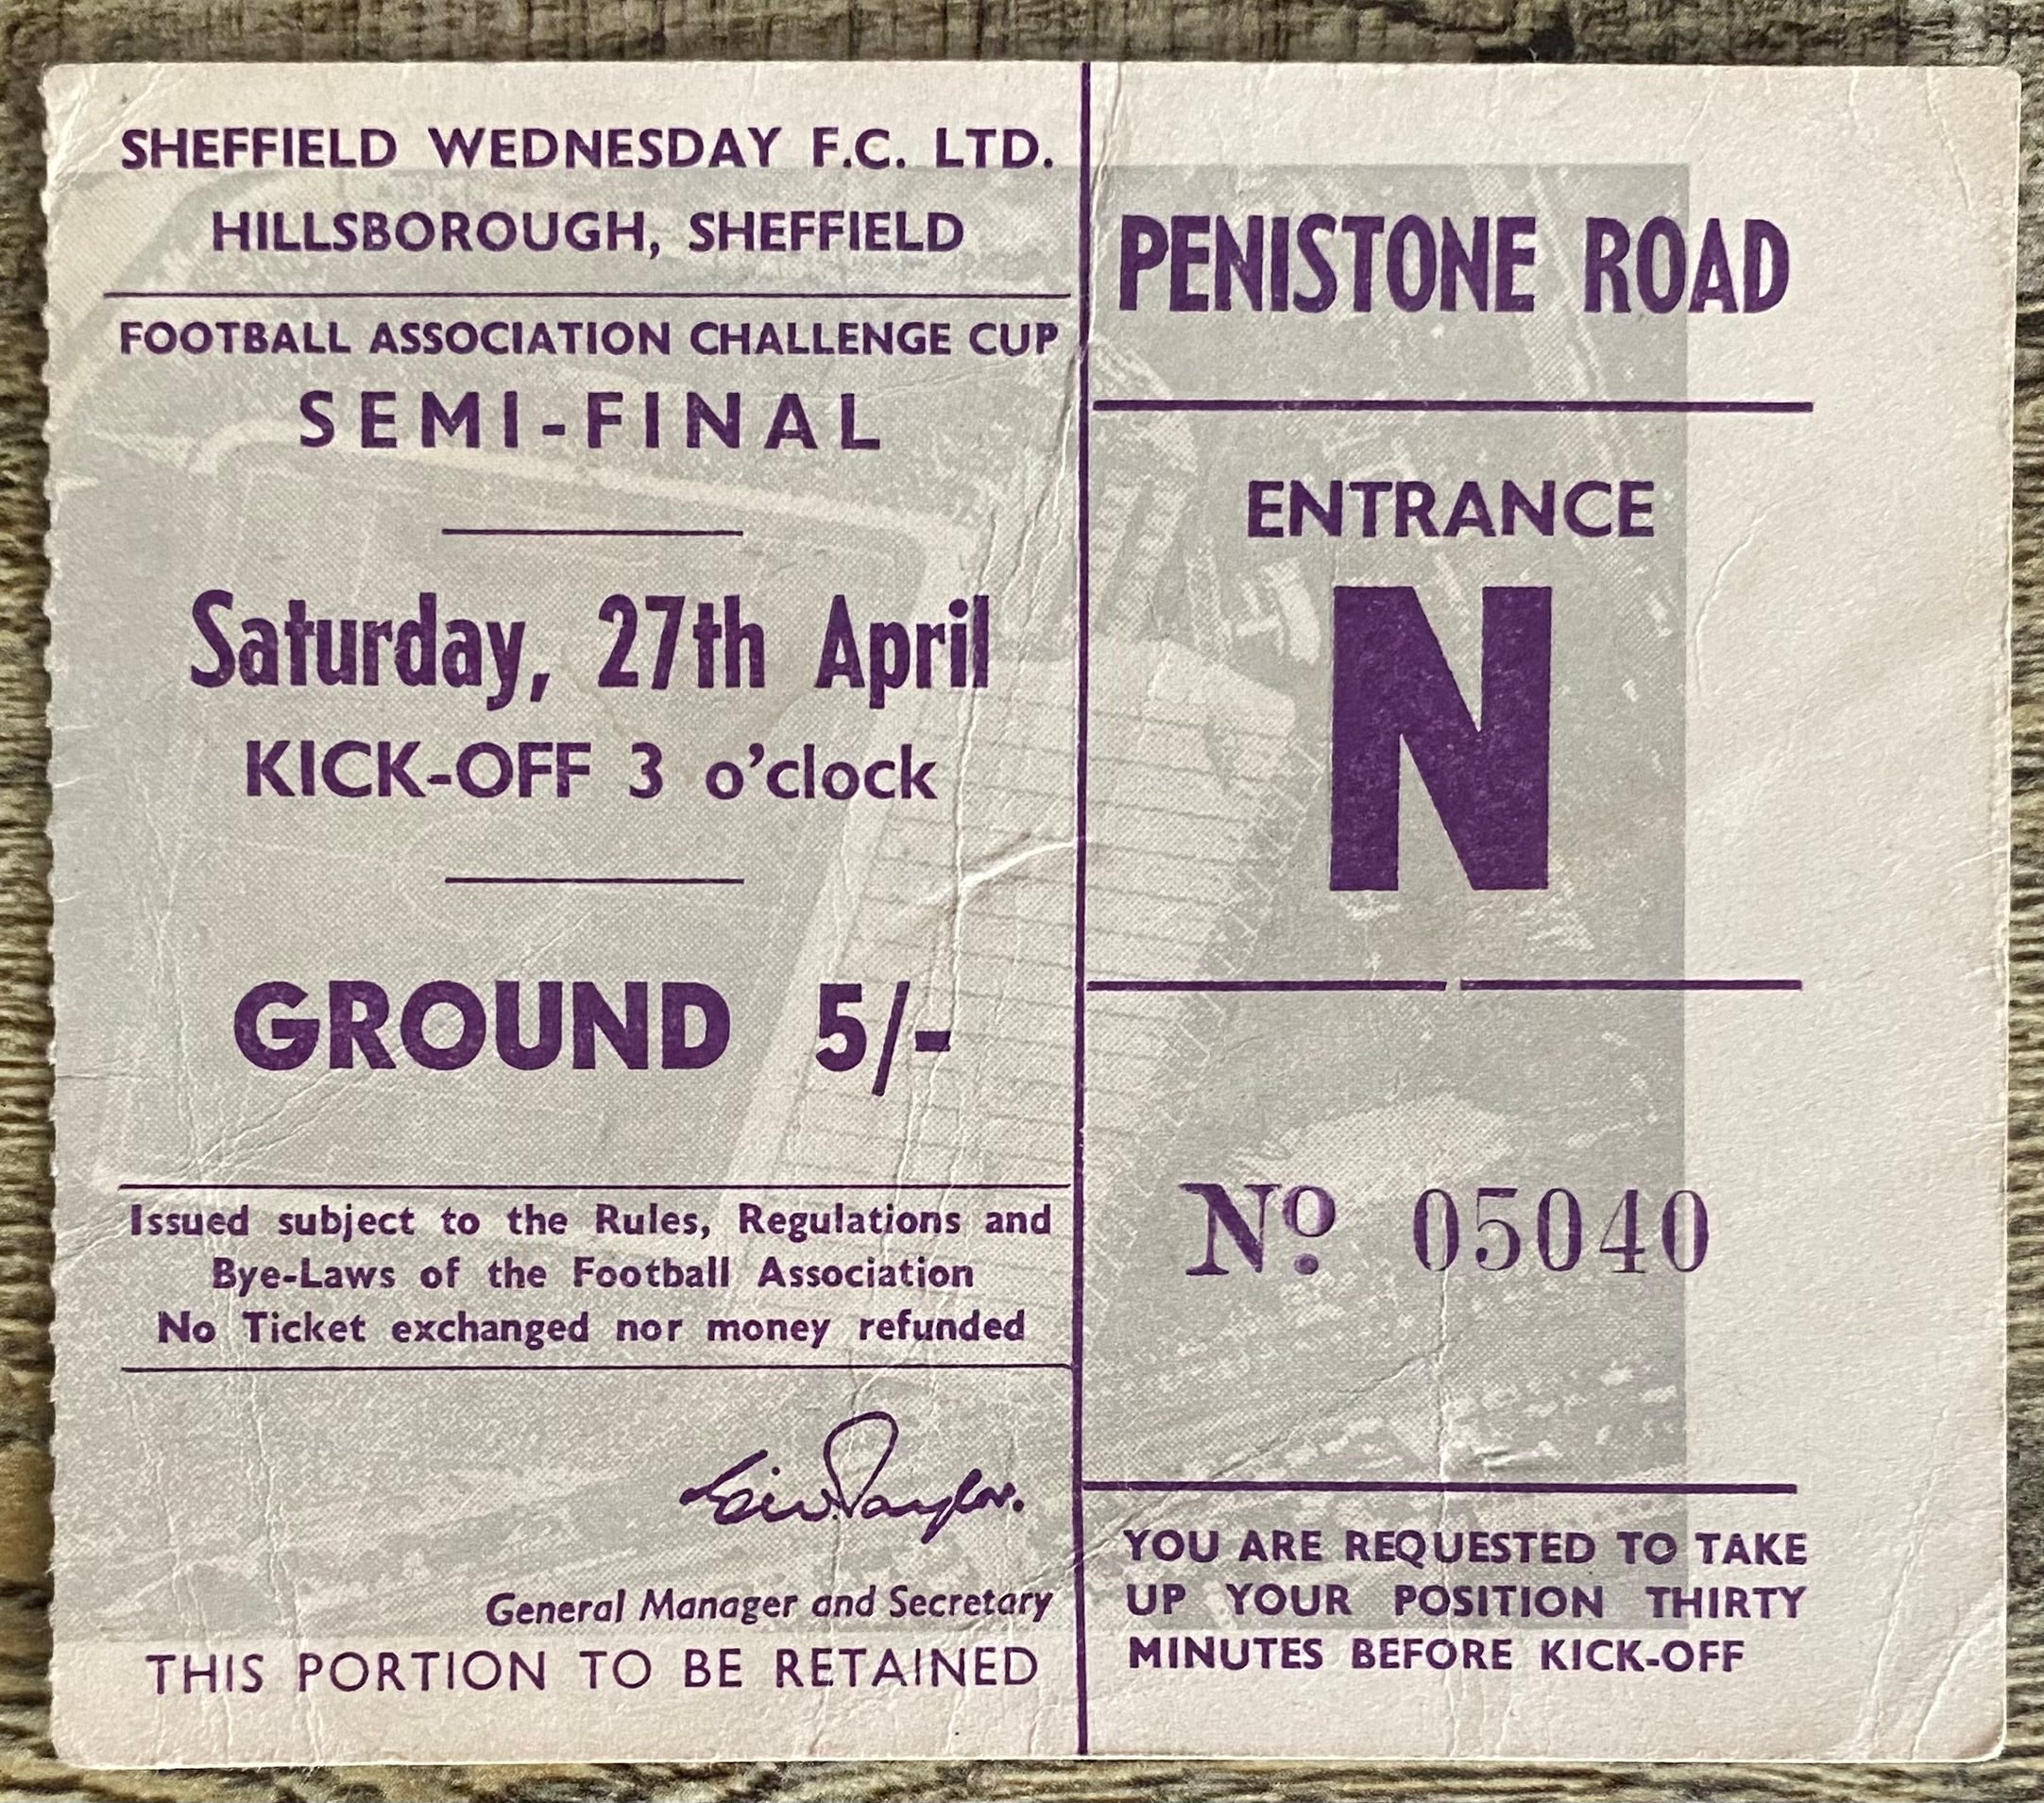 SHEFFIELD WEDNESDAY F.C. LTD.
HILLSBOROUGH, SHEFFIELD
FOOTBALL ASSOCIATION CHALLENGE CUP
SEMI-FINAL
Saturday, 27th April
KICK-OFF 3 o'clock
GROUND 5/-
Issued subject to the Rules, Regulations and
Bye-Laws of the Football Association
No Ticket exchanged nor money refunded
Eric Taylor.
General Manager and Secretary
THIS PORTION TO BE RETAINED
PENISTONE ROAD
ENTRANCE
N
Nº 05040
YOU ARE REQUESTED TO TAKE
UP YOUR POSITION THIRTY
MINUTES BEFORE KICK-OFF